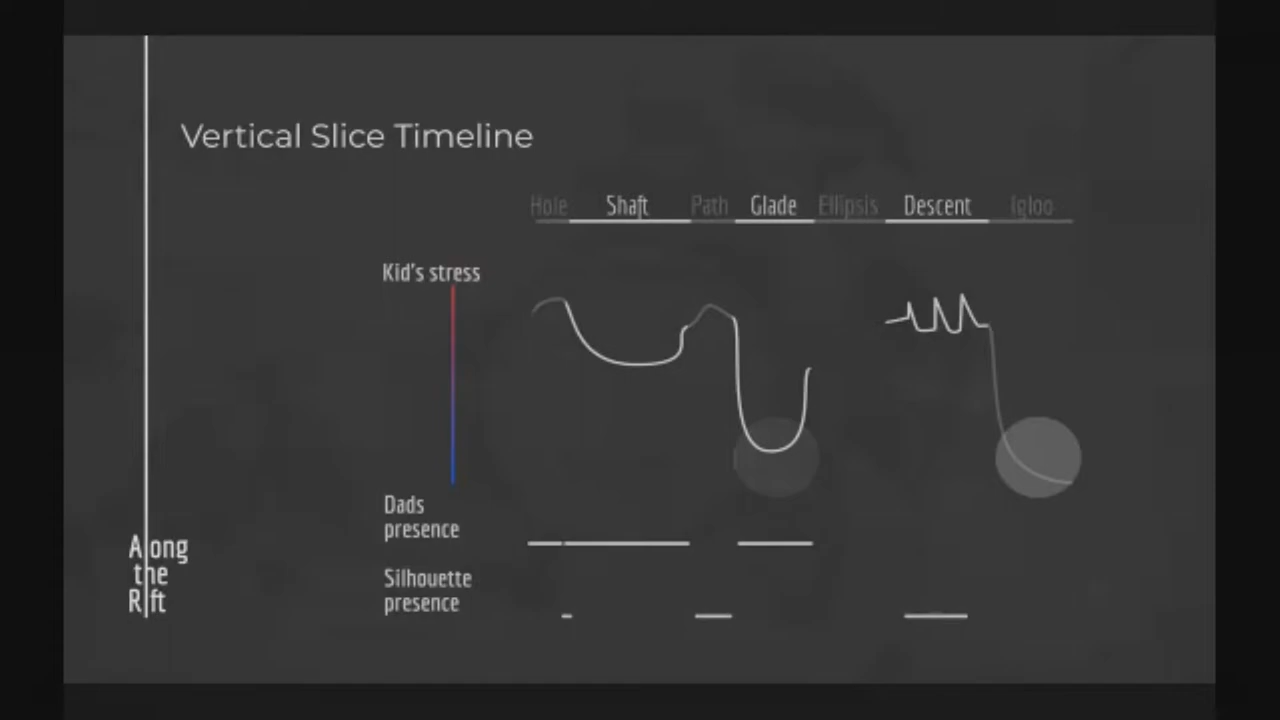 Vertical Slice Timeline
Hole Shaft Path Glade Ellipsis Descent Igloo
Kid's stress
Dads
presence
Silhouette
presence
Along
the
Rift